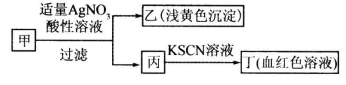 适量AgNO₃
酸性溶液
过滤
甲
乙(浅黄色沉淀)
丙
KSCN溶液
丁(血红色溶液)